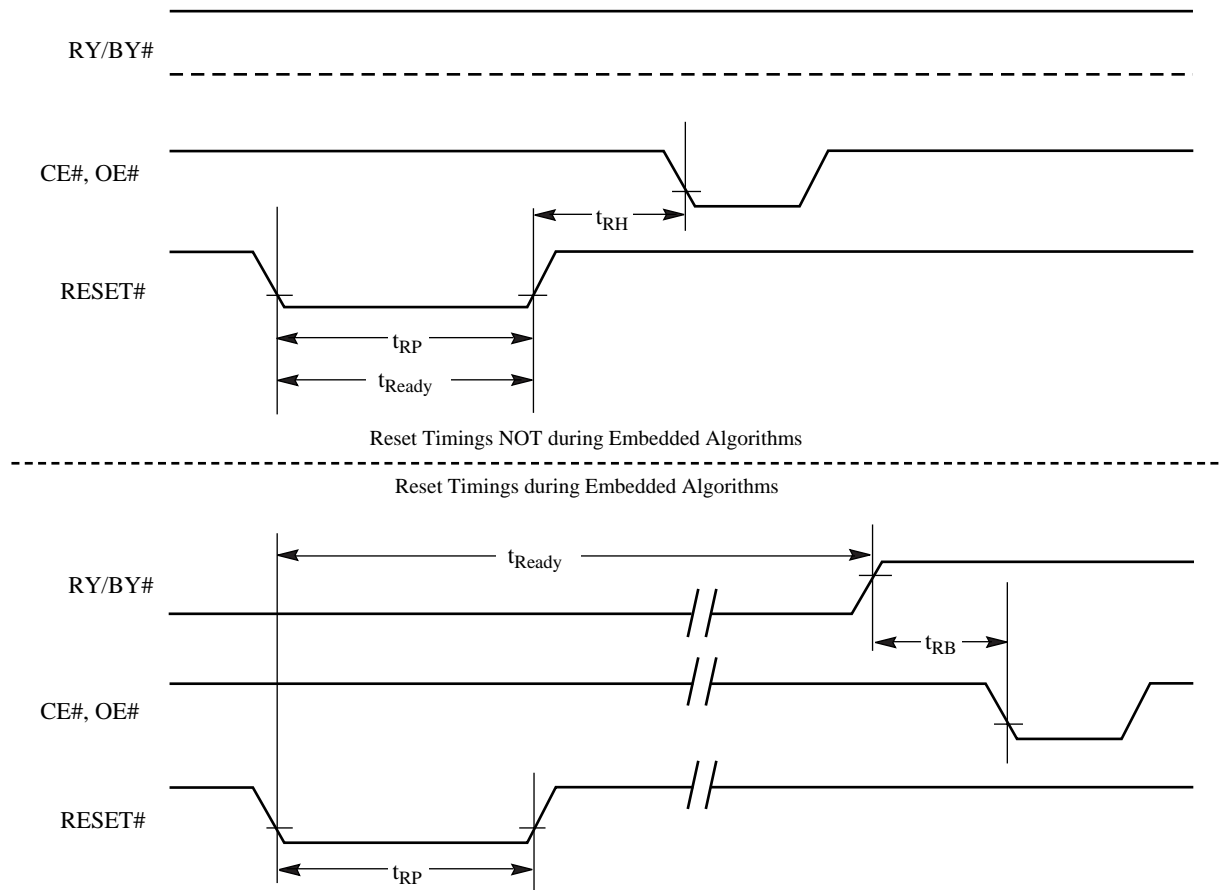 RY/BY#
CE#, OE#
tRH
RESET#
tRP
tReady
Reset Timings NOT during Embedded Algorithms
Reset Timings during Embedded Algorithms
tReady
RY/BY#
tRB
CE#, OE#
RESET#
tRP